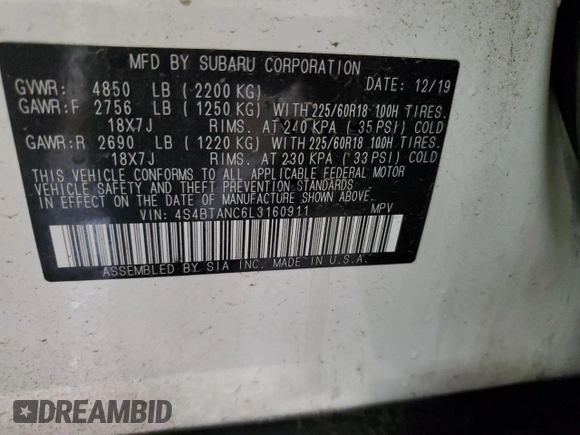 MFD BY SUBARU CORPORATION
GVWR: 4850 LB (2200 KG) DATE: 12/19
GAWR:F 2756 LB (1250 KG) WITH 225/60R18 100H TIRES.
18X7J RIMS. AT 240 KPA (35 PSI) COLD
GAWR:R 2690 LB (1220 KG) WITH 225/60R18 100H TIRES.
18X7J RIMS. AT 230 KPA (33 PSI) COLD
THIS VEHICLE CONFORMS TO ALL APPLICABLE FEDERAL MOTOR
VEHICLE SAFETY AND THEFT PREVENTION STANDARDS
IN EFFECT ON THE DATE OF MANUFACTURE SHOWN ABOVE.
VIN: 4S4BTANC6L3160911 MPV
ASSEMBLED BY SIA INC. MADE IN U.S.A.
DREAMBID